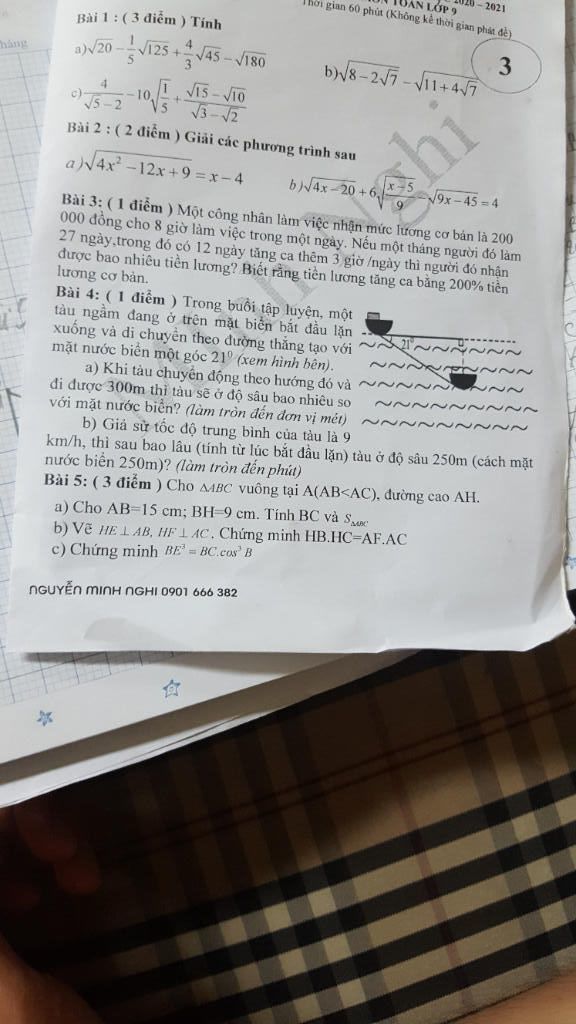 TOÁN LỚP 9
2020 – 2021
Thời gian 60 phút (Không kể thời gian phát đề)
Bài 1 : ( 3 điểm ) Tính
3
a)√20 − 1/5 √125 + 4/3 √45 − √180
b)√(8 − 2√7) − √(11 + 4√7)
c) 4/(√5 − 2) − 10√(1/5) + (√15 − √10)/(√3 − √2)
Bài 2 : ( 2 điểm ) Giải các phương trình sau
a)√(4x² − 12x + 9) = x − 4
b)√(4x − 20) + 6√((x − 5)/9) − √(9x − 45) = 4
Bài 3: ( 1 điểm ) Một công nhân làm việc nhận mức lương cơ bản là 200
000 đồng cho 8 giờ làm việc trong một ngày. Nếu một tháng người đó làm
27 ngày,trong đó có 12 ngày tăng ca thêm 3 giờ /ngày thì người đó nhận
được bao nhiêu tiền lương? Biết rằng tiền lương tăng ca bằng 200% tiền
lương cơ bản.
Bài 4: ( 1 điểm ) Trong buổi tập luyện, một
tàu ngầm đang ở trên mặt biển bắt đầu lặn
xuống và di chuyển theo đường thẳng tạo với
mặt nước biển một góc 21⁰ (xem hình bên).
21°
a) Khi tàu chuyển động theo hướng đó và
đi được 300m thì tàu sẽ ở độ sâu bao nhiêu so
với mặt nước biển? (làm tròn đến đơn vị mét)
b) Giả sử tốc độ trung bình của tàu là 9
km/h, thì sau bao lâu (tính từ lúc bắt đầu lặn) tàu ở độ sâu 250m (cách mặt
nước biển 250m)? (làm tròn đến phút)
Bài 5: ( 3 điểm ) Cho ΔABC vuông tại A(AB<AC), đường cao AH.
a) Cho AB=15 cm; BH=9 cm. Tính BC và S_ΔABC
b) Vẽ HE ⊥ AB, HF ⊥ AC. Chứng minh HB.HC=AF.AC
c) Chứng minh BE³ = BC.cos³ B
NGUYỄN MINH NGHI 0901 666 382